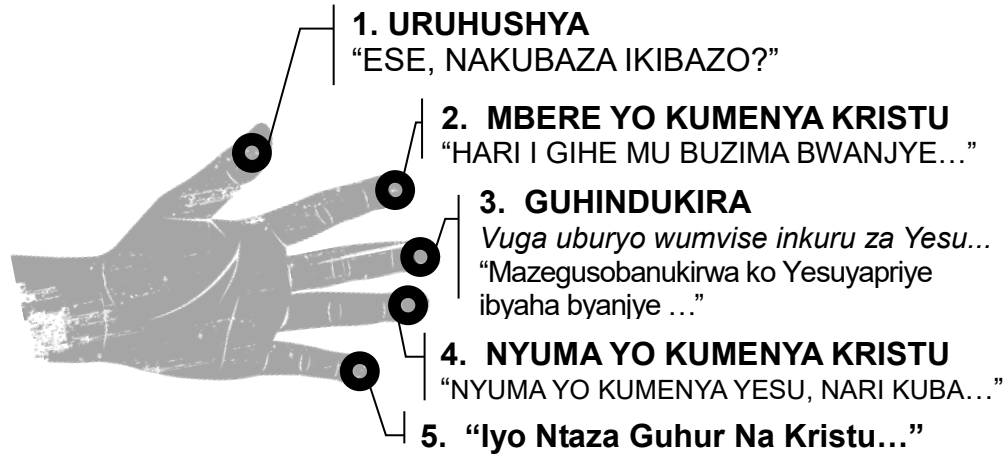 1. URUHUSHYA
“ESE, NAKUBAZA IKIBAZO?”
2. MBERE YO KUMENYA KRISTU
“HARI I GIHE MU BUZIMA BWANJYE…”
3. GUHINDUKIRA
Vuga uburyo wumvise inkuru za Yesu...
“Mazegusobanukirwa ko Yesuyapriye
ibyaha byanjye …”
4. NYUMA YO KUMENYA KRISTU
“NYUMA YO KUMENYA YESU, NARI KUBA…”
5. “Iyo Ntaza Guhur Na Kristu…”